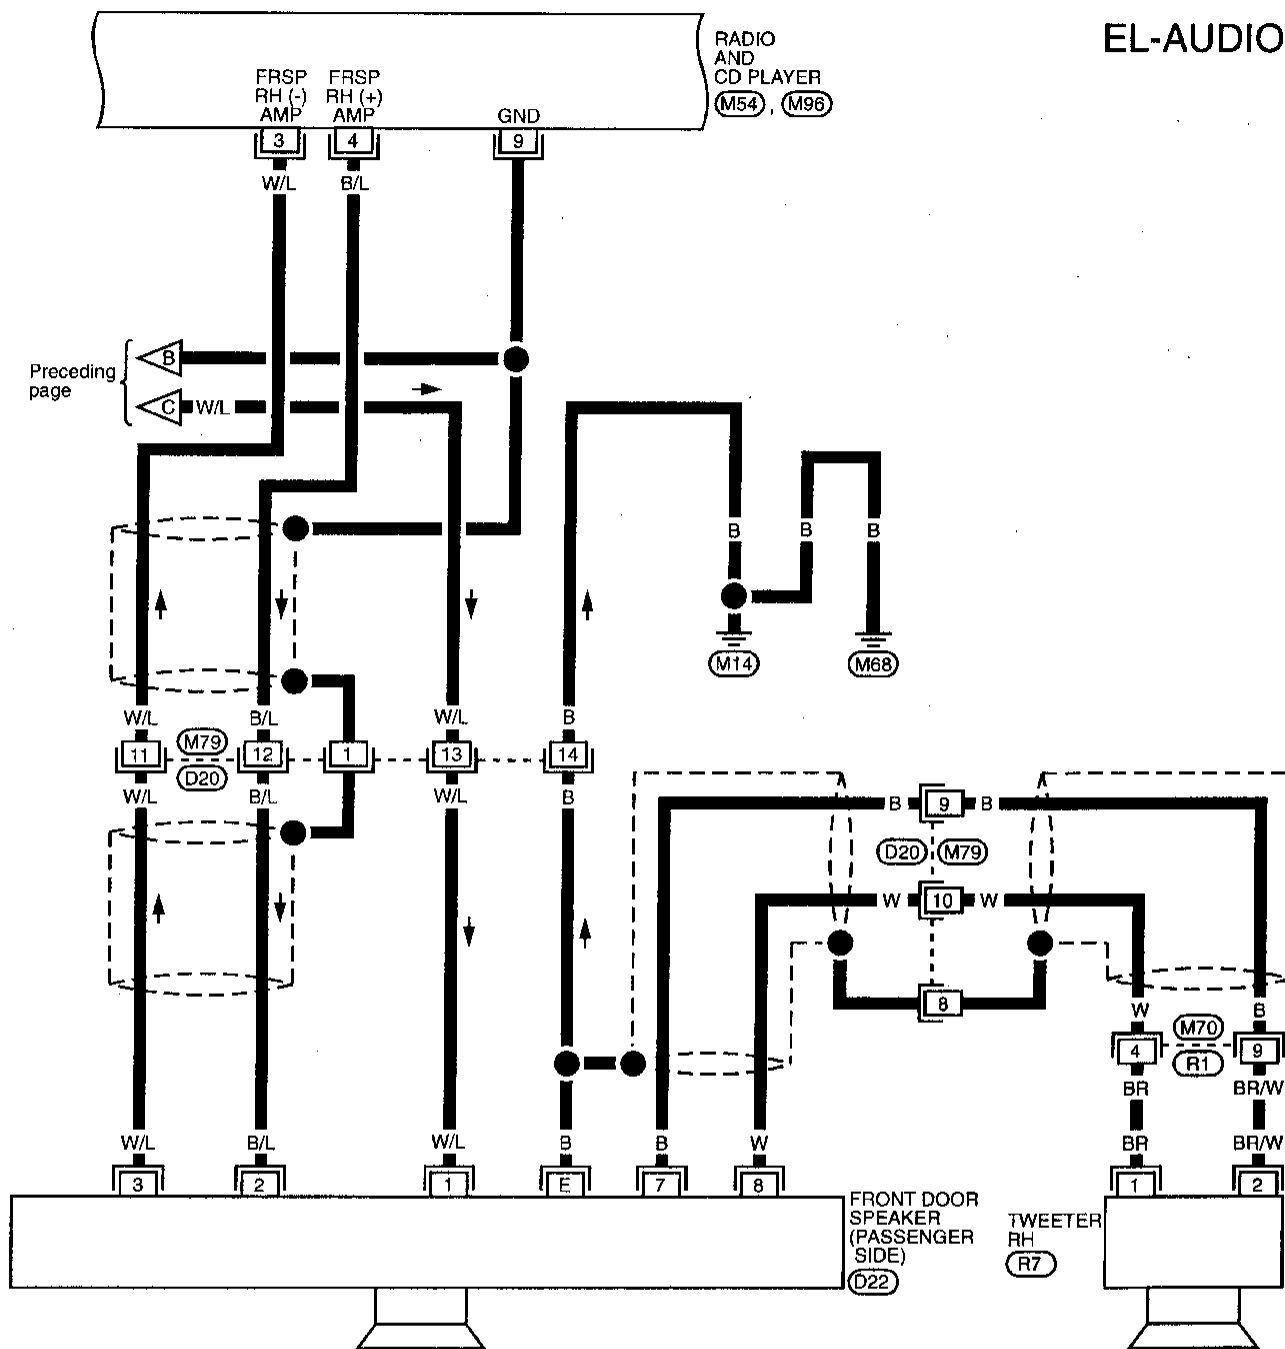 EL-AUDIO
RADIO
AND
CD PLAYER
M54 , M96
FRSP
RH (-)
AMP
FRSP
RH (+)
AMP
GND
3
4
9
W/L
B/L
Preceding
page
B
C
W/L
B
B
B
M14
M68
W/L
B/L
W/L
B
11
M79
D20
12
1
13
14
W/L
B/L
W/L
B
B
9
B
D20
M79
W
10
W
8
W
B
4
M70
R1
9
BR
BR/W
W/L
B/L
W/L
B
B
W
BR
BR/W
3
2
1
E
7
8
1
2
FRONT DOOR
SPEAKER
(PASSENGER
SIDE)
D22
TWEETER
RH
R7